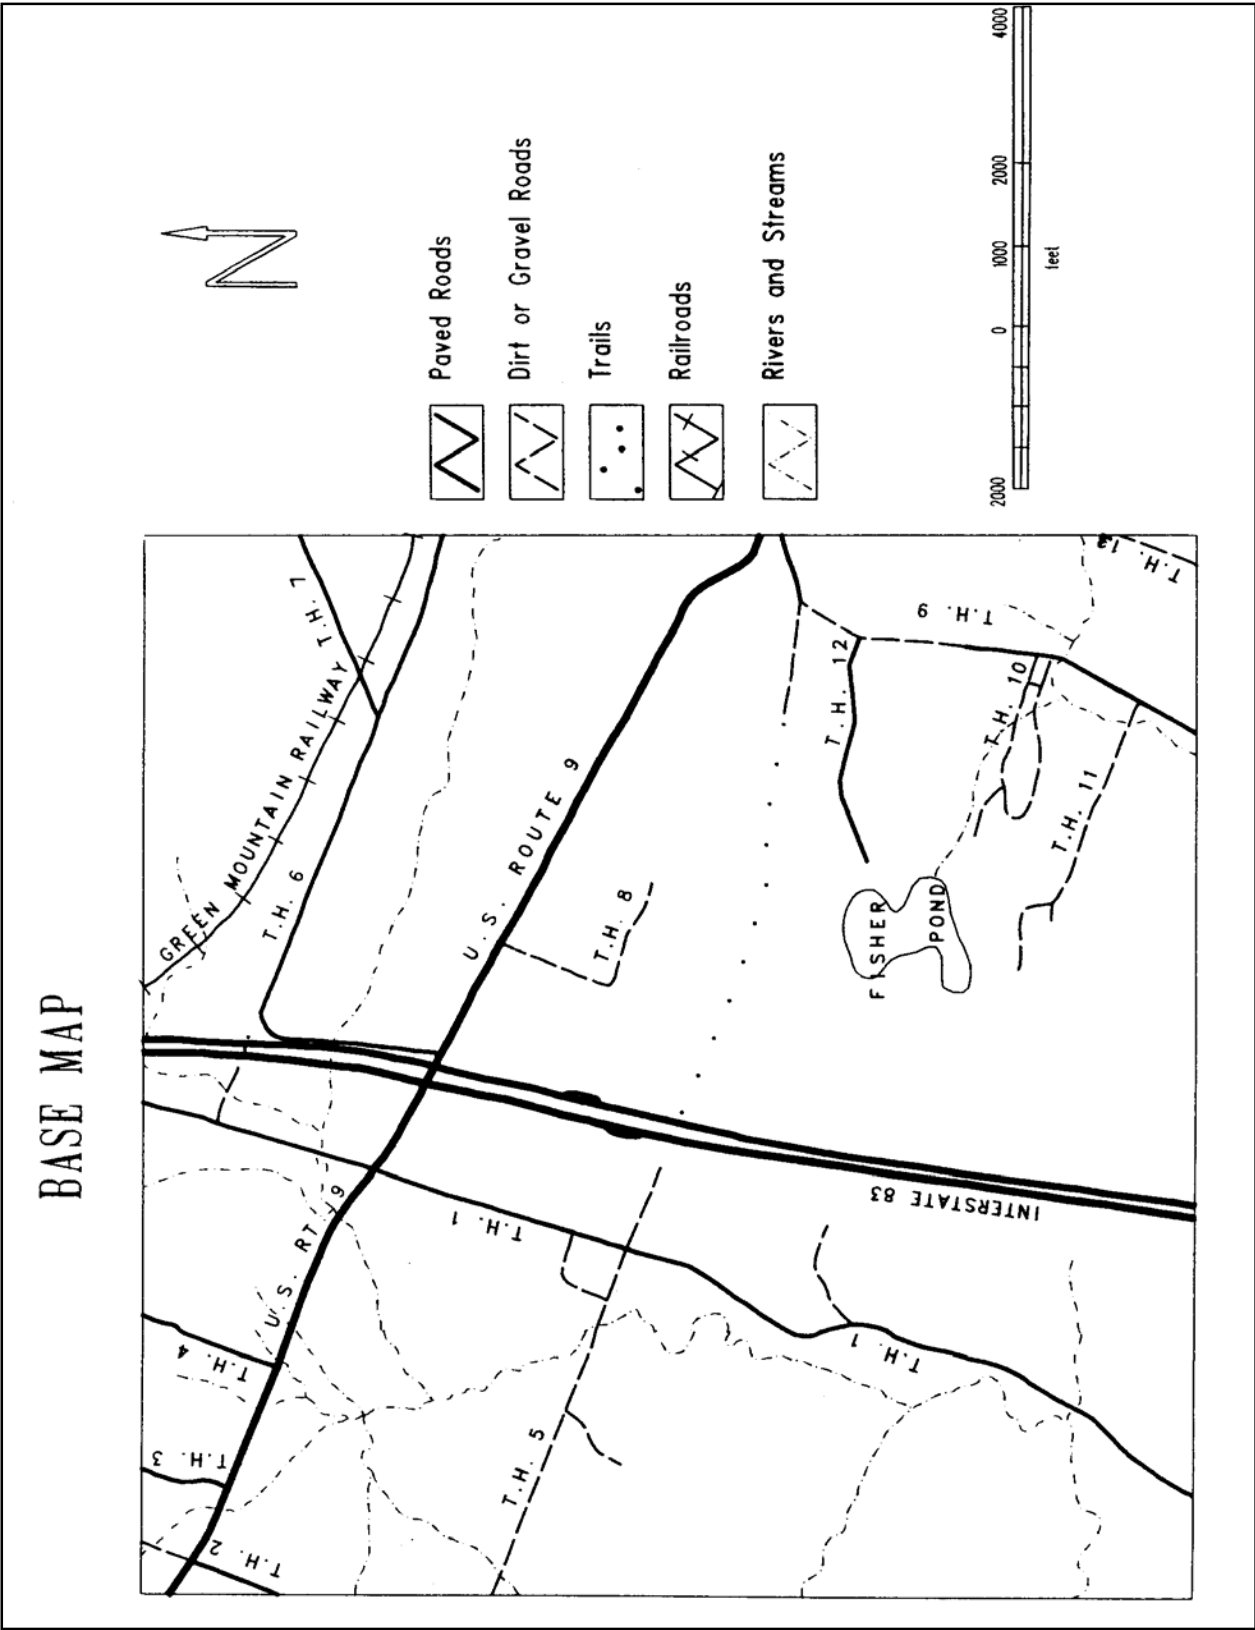 BASE MAP
N
Paved Roads
Dirt or Gravel Roads
Trails
Railroads
Rivers and Streams
2000
0
1000
2000
4000
feet
GREEN MOUNTAIN RAILWAY
T.H. 7
T.H. 6
U.S. ROUTE 9
T.H. 8
T.H. 12
T.H. 9
T.H. 10
T.H. 11
T.H. 13
FISHER
POND
INTERSTATE 83
U.S. RT. 9
T.H. 1
T.H. 1
T.H. 4
T.H. 3
T.H. 2
T.H. 5